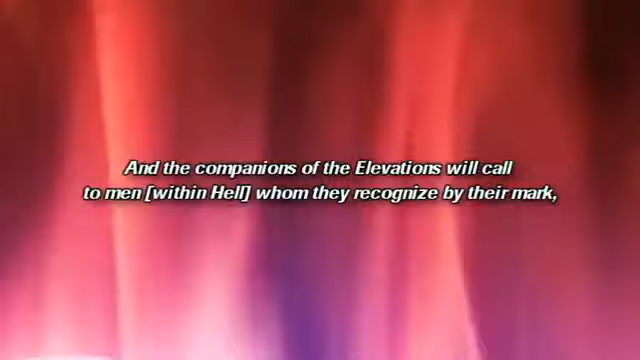 And the companions of the Elevations will call
to men [within Hell] whom they recognize by their mark,